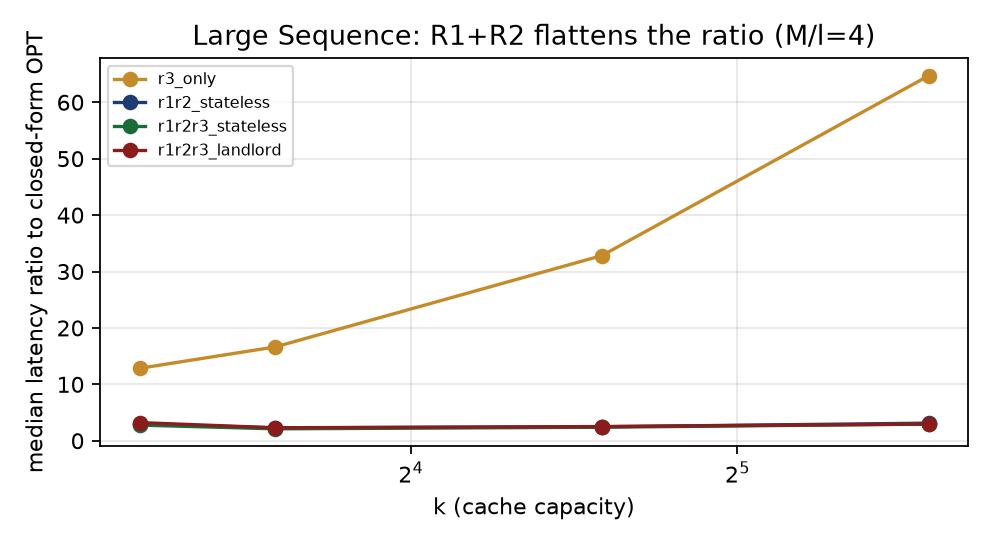 Large Sequence: R1+R2 flattens the ratio (M/l=4)
median latency ratio to closed-form OPT
r3_only
r1r2_stateless
r1r2r3_stateless
r1r2r3_landlord
60
50
40
30
20
10
0
2^4
2^5
k (cache capacity)